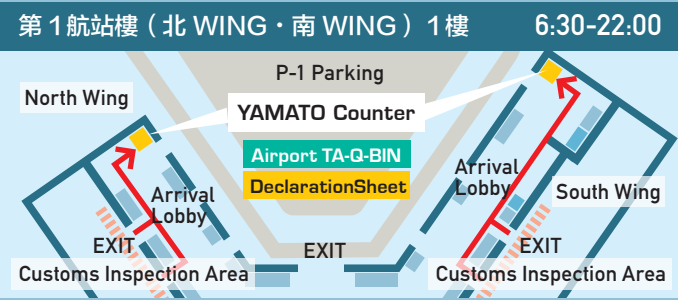 第1航站樓（北 WING・南 WING）1樓 6:30-22:00
P-1 Parking
North Wing
YAMATO Counter
Airport TA-Q-BIN
DeclarationSheet
Arrival
Lobby
Arrival
Lobby
South Wing
EXIT
EXIT
EXIT
Customs Inspection Area
Customs Inspection Area